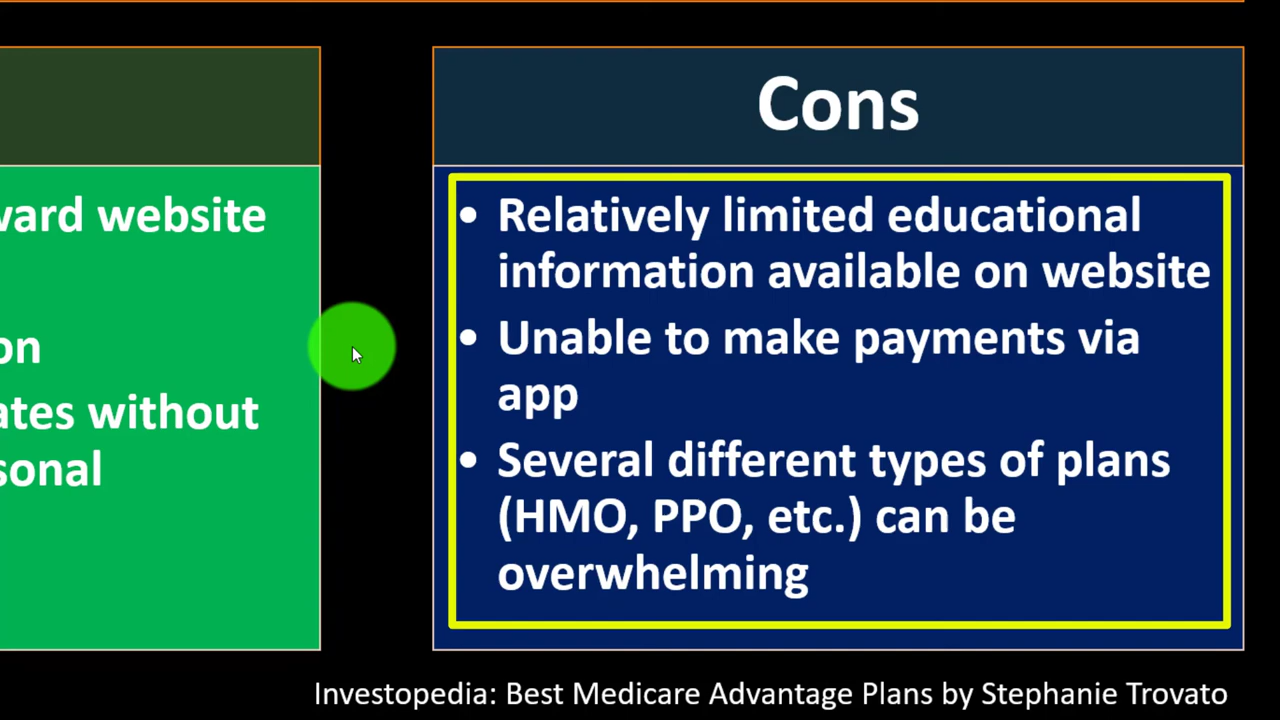 ward website
on
ates without
sonal
Cons
• Relatively limited educational
information available on website
• Unable to make payments via
app
• Several different types of plans
(HMO, PPO, etc.) can be
overwhelming
Investopedia: Best Medicare Advantage Plans by Stephanie Trovato